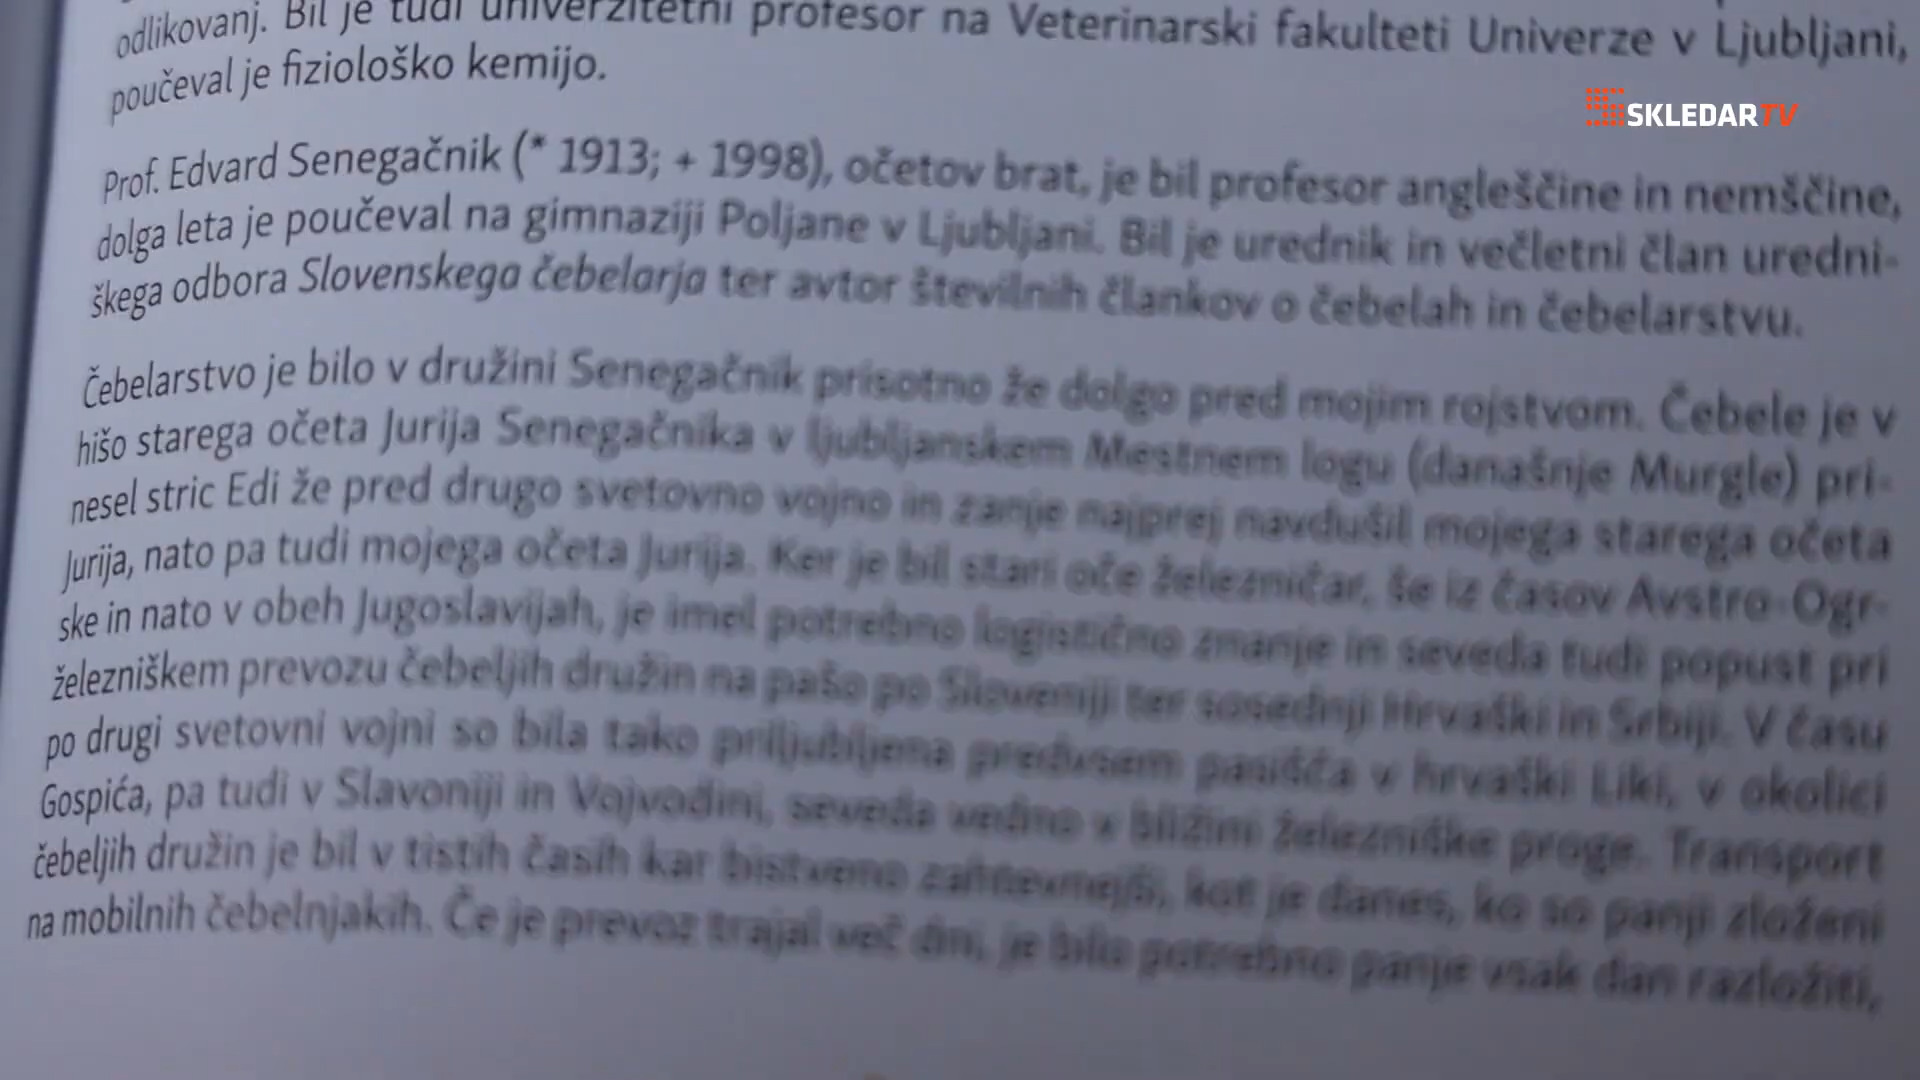 odlikovanj. Bil je tudi univerzitetni profesor na Veterinarski fakulteti Univerze v Ljubljani,
poučeval je fiziološko kemijo.
SKLEDARTV
Prof. Edvard Senegačnik (* 1913; + 1998), očetov brat, je bil profesor angleščine in nemščine,
dolga leta je poučeval na gimnaziji Poljane v Ljubljani. Bil je urednik in večletni član uredni-
škega odbora Slovenskega čebelarja ter avtor številnih člankov o čebelah in čebelarstvu.
Čebelarstvo je bilo v družini Senegačnik prisotno že dolgo pred mojim rojstvom. Čebele je v
hišo starega očeta Jurija Senegačnika v ljubljanskem Mestnem logu (današnje Murgle) pri-
nesel stric Edi že pred drugo svetovno vojno in zanje najprej navdušil mojega starega očeta
Jurija, nato pa tudi mojega očeta Jurija. Ker je bil stari oče železničar, še iz časov Avstro-Ogr-
ske in nato v obeh Jugoslavijah, je imel potrebno logistično znanje in seveda tudi popust pri
železniškem prevozu čebeljih družin na pašo po Sloveniji ter sosednji Hrvaški in Srbiji. V času
po drugi svetovni vojni so bila tako priljubljena predvsem pasišča v hrvaški Liki, v okolici
Gospića, pa tudi v Slavoniji in Vojvodini, seveda vedno v bližini železniške proge. Transport
čebeljih družin je bil v tistih časih kar bistveno zahtevnejši, kot je danes, ko so panji zloženi
na mobilnih čebelnjakih. Če je prevoz trajal več dni, je bilo potrebno panje vsak dan razložiti,